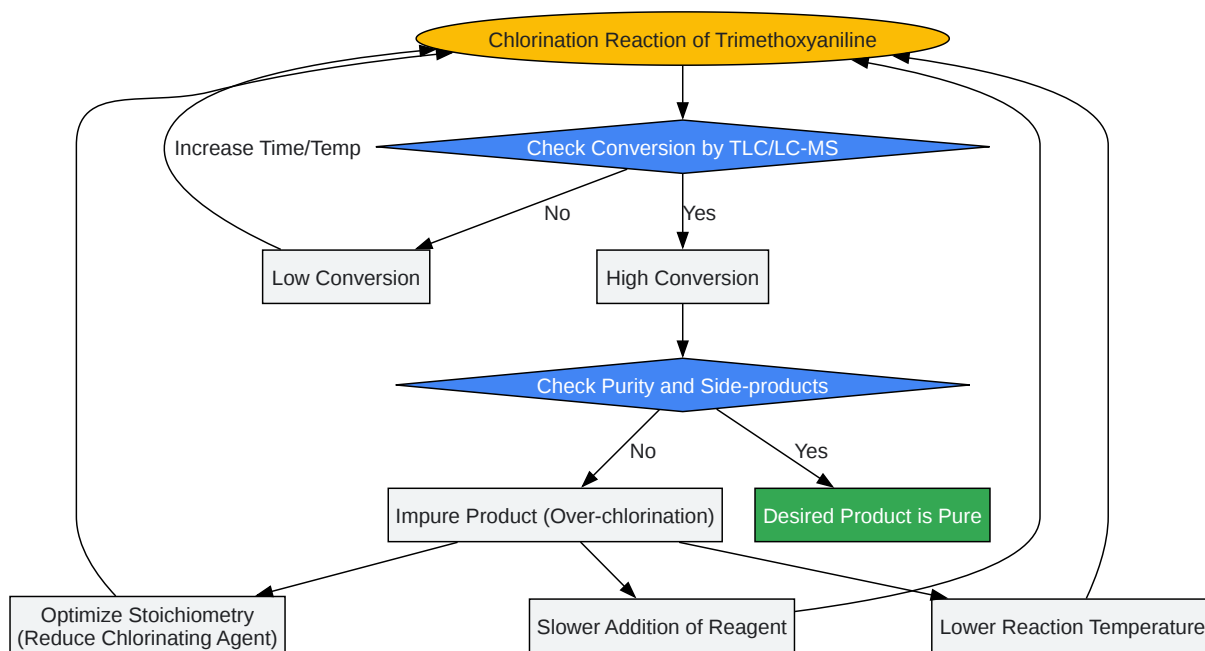 Chlorination Reaction of Trimethoxyaniline
Increase Time/Temp
Check Conversion by TLC/LC-MS
No
Yes
Low Conversion
High Conversion
Check Purity and Side-products
No
Yes
Impure Product (Over-chlorination)
Desired Product is Pure
Optimize Stoichiometry
(Reduce Chlorinating Agent)
Slower Addition of Reagent
Lower Reaction Temperature